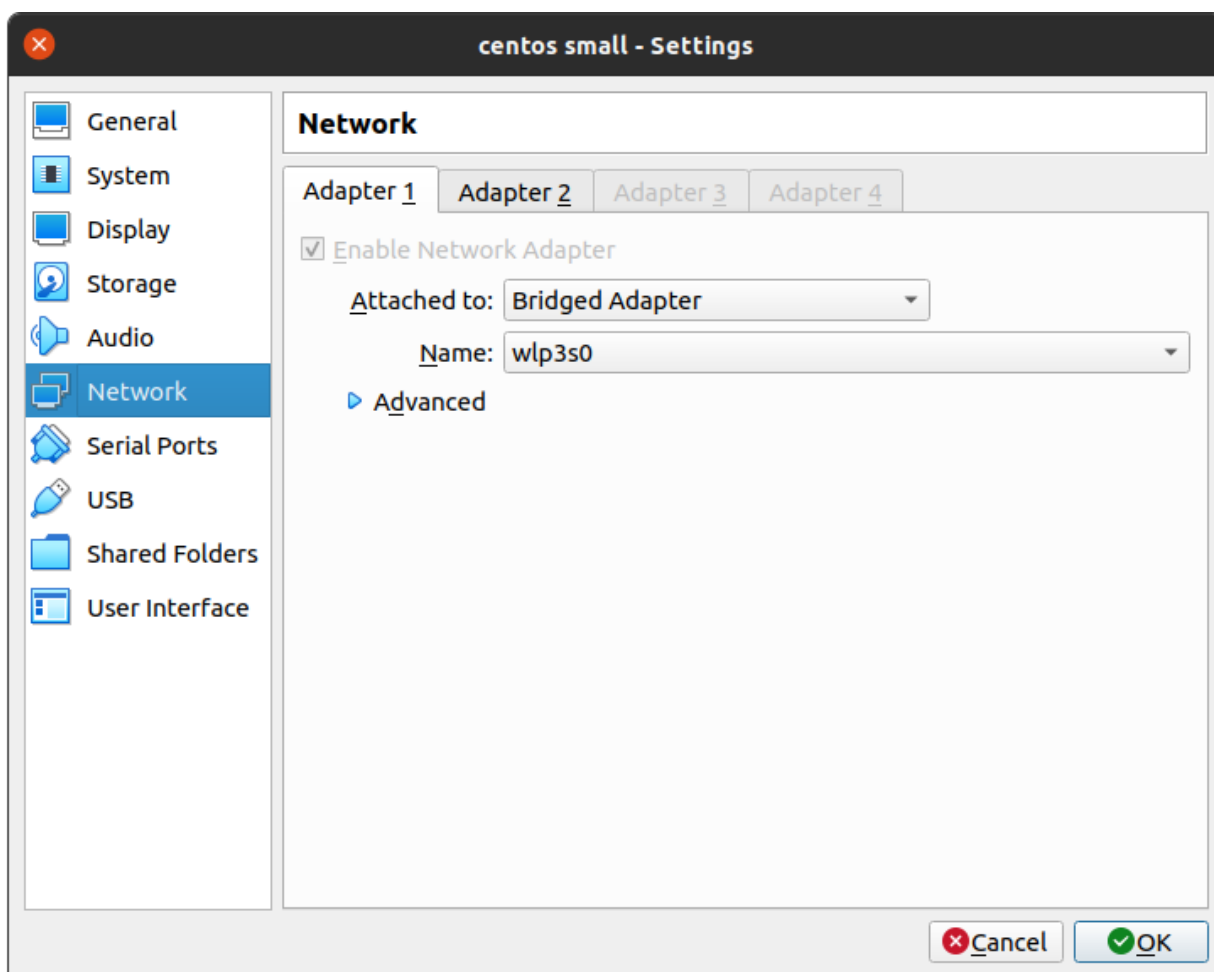 centos small - Settings
General
System
Display
Storage
Audio
Network
Serial Ports
USB
Shared Folders
User Interface
Network
Adapter 1
Adapter 2
Adapter 3
Adapter 4
Enable Network Adapter
Attached to: Bridged Adapter
Name: wlp3s0
Advanced
Cancel
OK